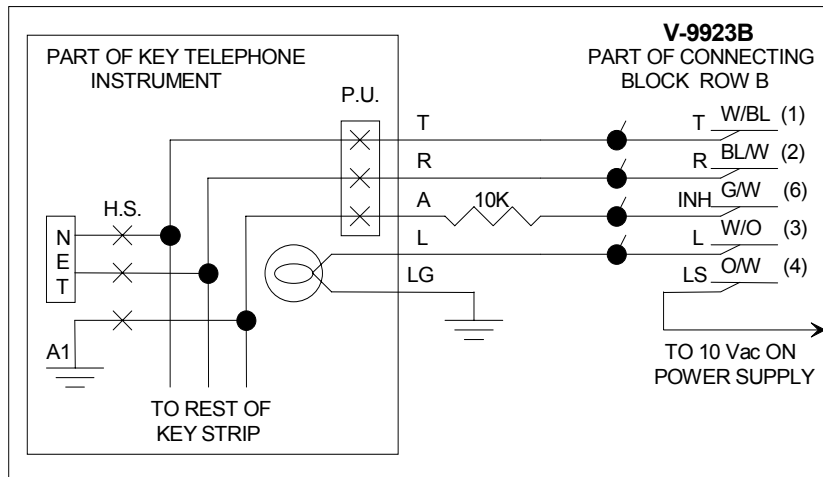 V-9923B
PART OF KEY TELEPHONE
INSTRUMENT
PART OF CONNECTING
BLOCK ROW B
P.U.
T
T W/BL (1)
R
R BL/W (2)
A
10K
INH G/W (6)
H.S.
L
L W/O (3)
NET
LG
LS O/W (4)
A1
TO 10 Vac ON
POWER SUPPLY
TO REST OF
KEY STRIP